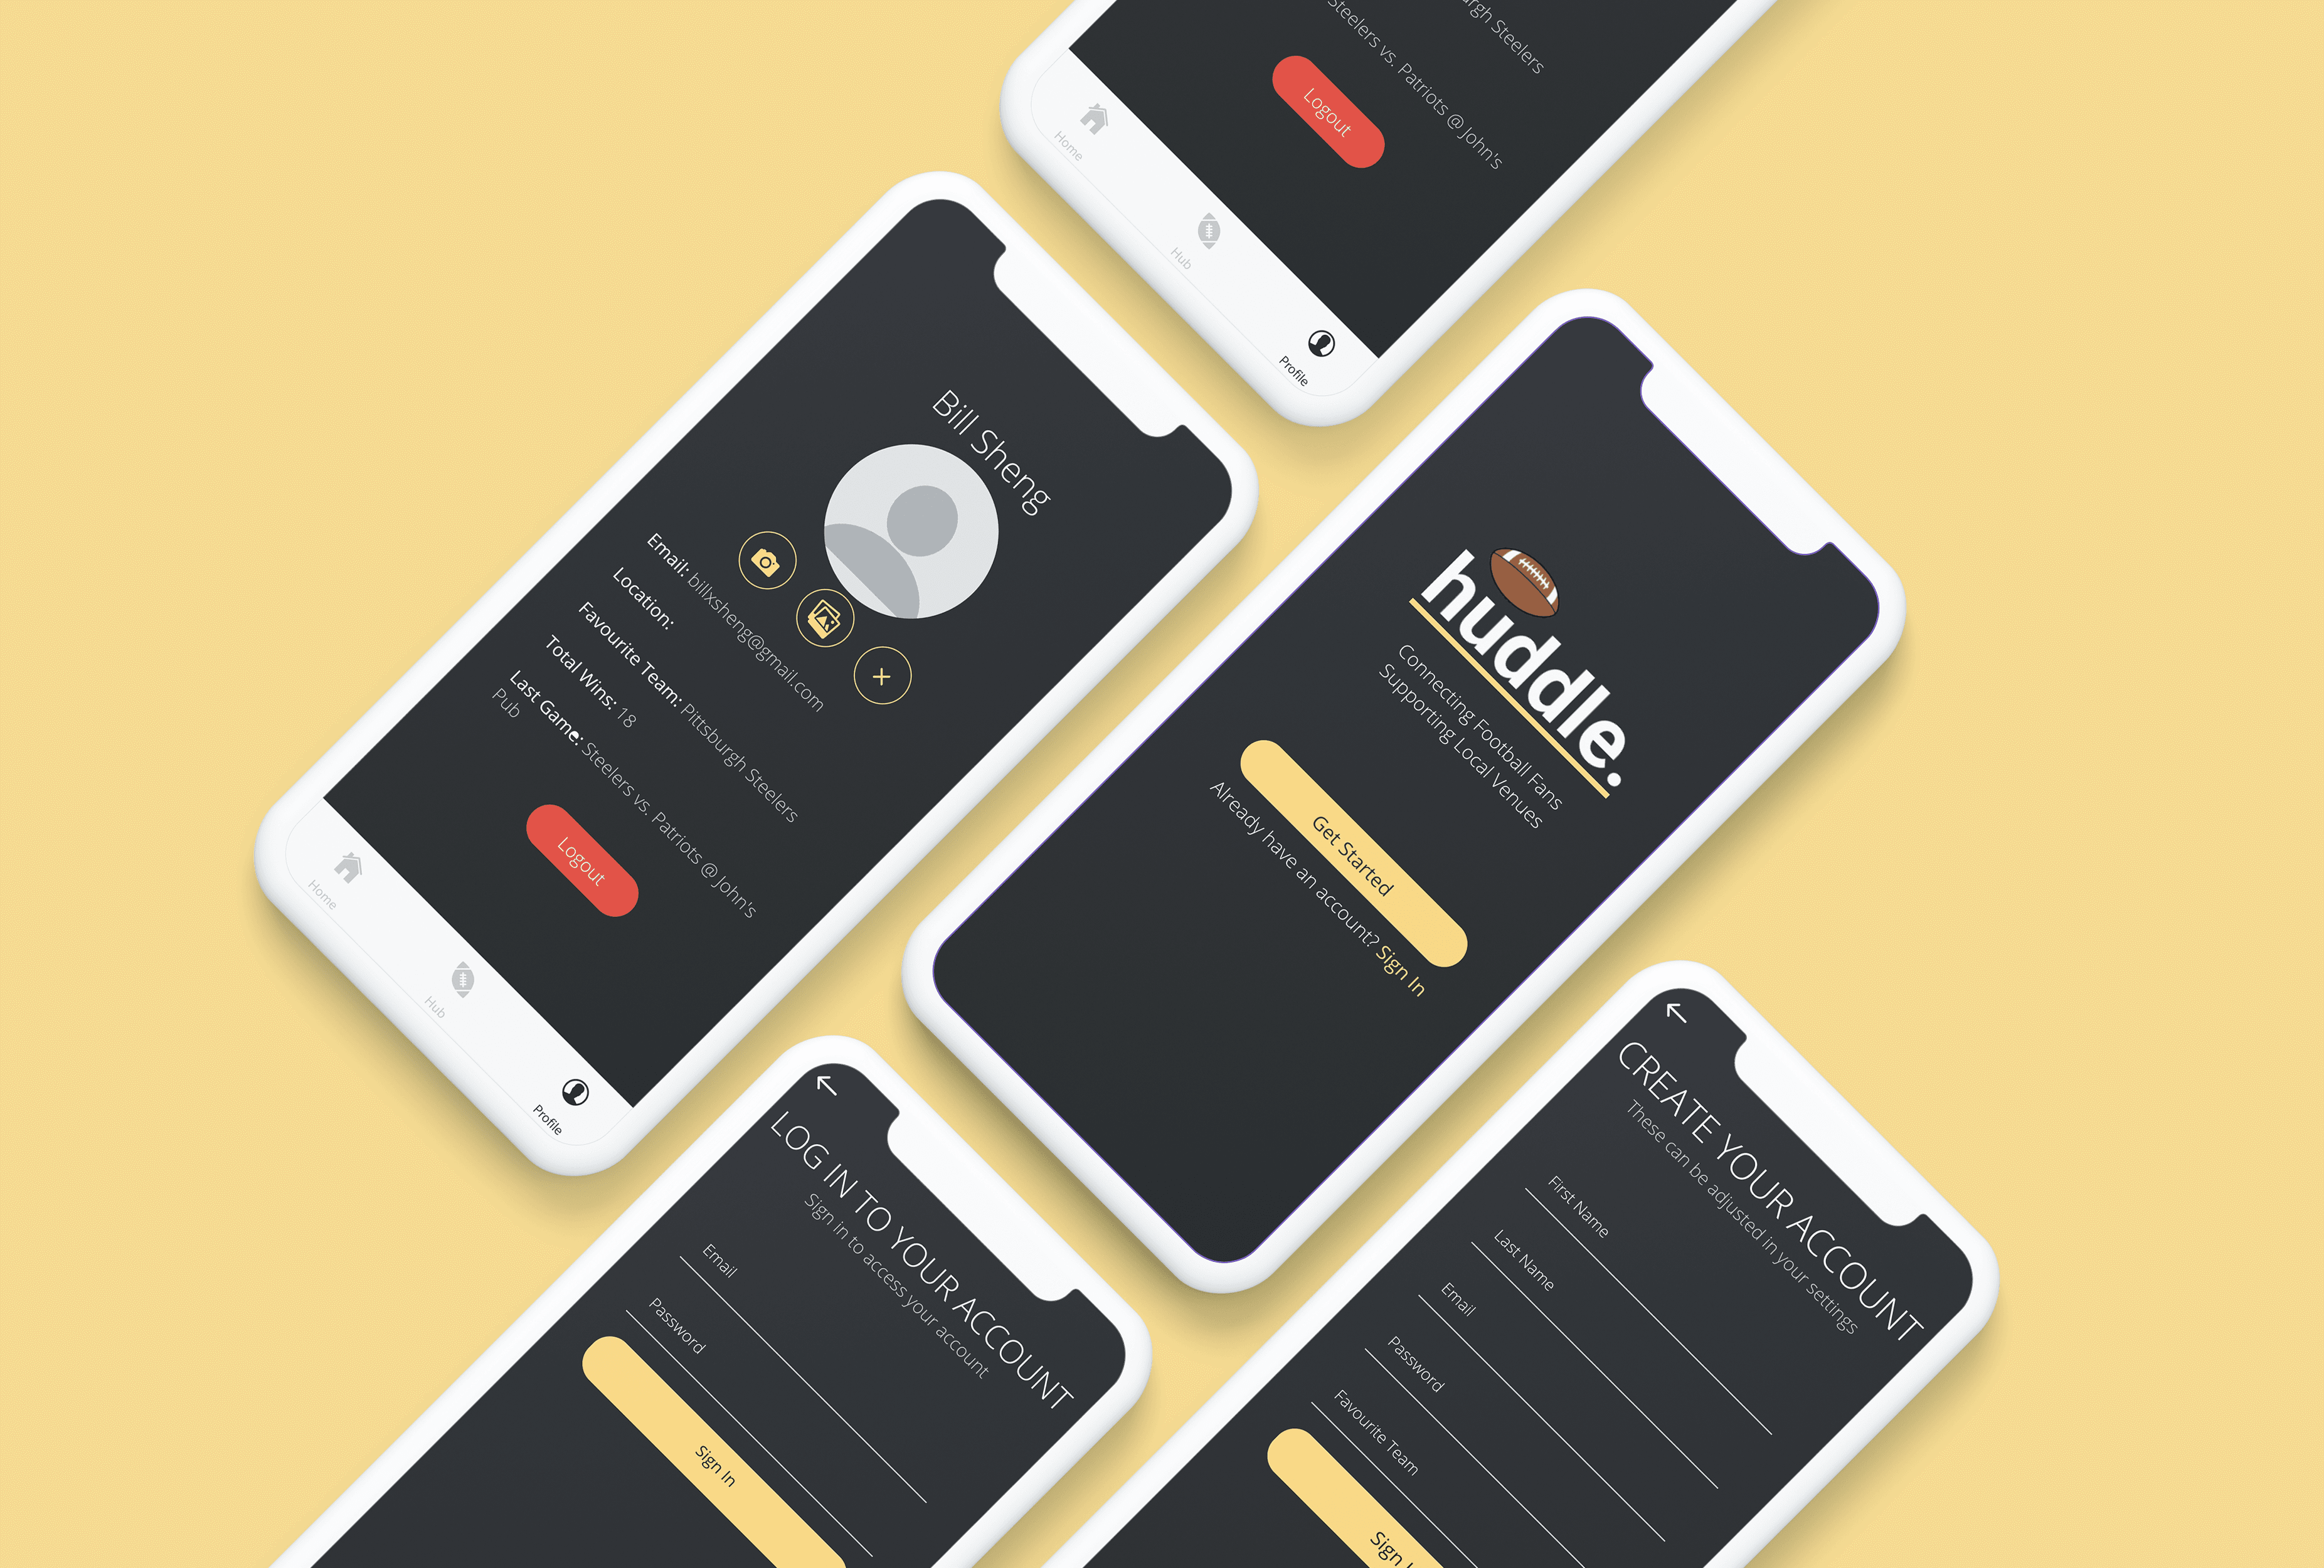 urgh Steelers
Steelers vs. Patriots @ John's
Logout
Home
Hub
Profile
Bill Sheng
Email: billxsheng@gmail.com
Location:
Favourite Team: Pittsburgh Steelers
Total Wins: 18
Last Game: Steelers vs. Patriots @ John's
Pub
Logout
Home
Hub
Profile
huddle.
Connecting Football Fans
Supporting Local Venues
Get Started
Already have an account? Sign In
LOG IN TO YOUR ACCOUNT
Sign in to access your account
Email
Password
Sign In
CREATE YOUR ACCOUNT
These can be adjusted in your settings
First Name
Last Name
Email
Password
Favourite Team
Sign